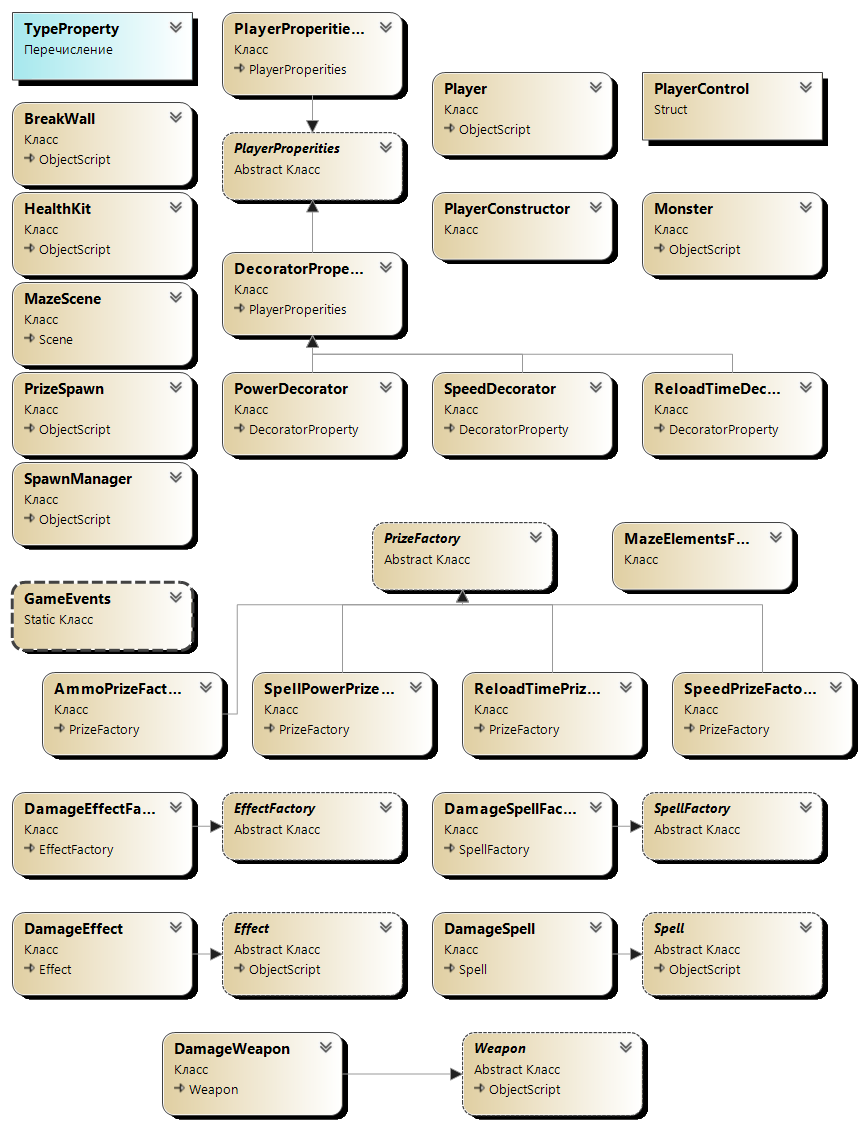 TypeProperty
Перечисление
PlayerProperitie...
Класс
PlayerProperities
Player
Класс
ObjectScript
PlayerControl
Struct
BreakWall
Класс
ObjectScript
PlayerProperities
Abstract Класс
HealthKit
Класс
ObjectScript
PlayerConstructor
Класс
Monster
Класс
ObjectScript
MazeScene
Класс
Scene
DecoratorPrope...
Класс
PlayerProperities
PrizeSpawn
Класс
ObjectScript
PowerDecorator
Класс
DecoratorProperty
SpeedDecorator
Класс
DecoratorProperty
ReloadTimeDec...
Класс
DecoratorProperty
SpawnManager
Класс
ObjectScript
PrizeFactory
Abstract Класс
MazeElementsF...
Класс
GameEvents
Static Класс
AmmoPrizeFact...
Класс
PrizeFactory
SpellPowerPrize...
Класс
PrizeFactory
ReloadTimePriz...
Класс
PrizeFactory
SpeedPrizeFacto...
Класс
PrizeFactory
DamageEffectFa...
Класс
EffectFactory
EffectFactory
Abstract Класс
DamageSpellFac...
Класс
SpellFactory
SpellFactory
Abstract Класс
DamageEffect
Класс
Effect
Effect
Abstract Класс
ObjectScript
DamageSpell
Класс
Spell
Spell
Abstract Класс
ObjectScript
DamageWeapon
Класс
Weapon
Weapon
Abstract Класс
ObjectScript